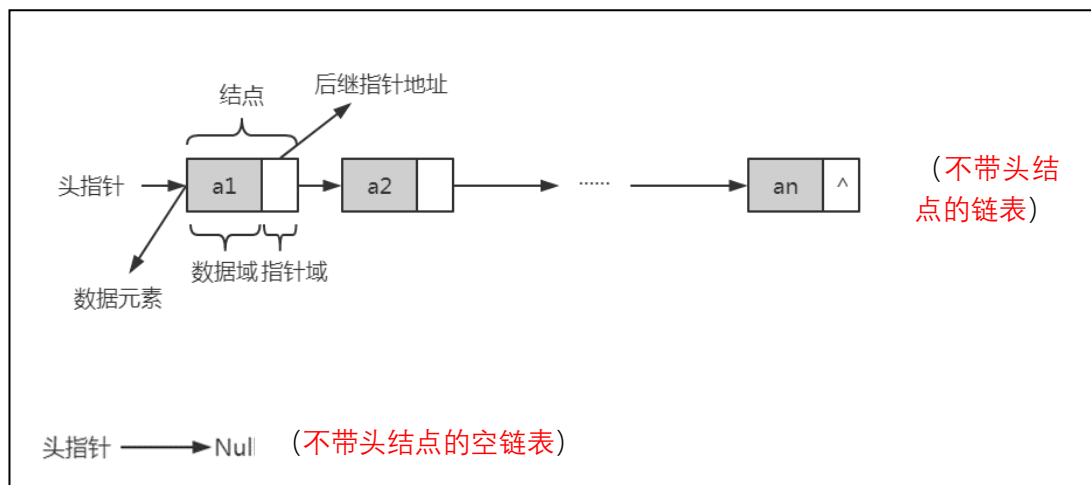 结点
后继指针地址
头指针
a1
a2
......
an
^
（不带头结
点的链表）
数据域
指针域
数据元素
头指针
Null
（不带头结点的空链表）